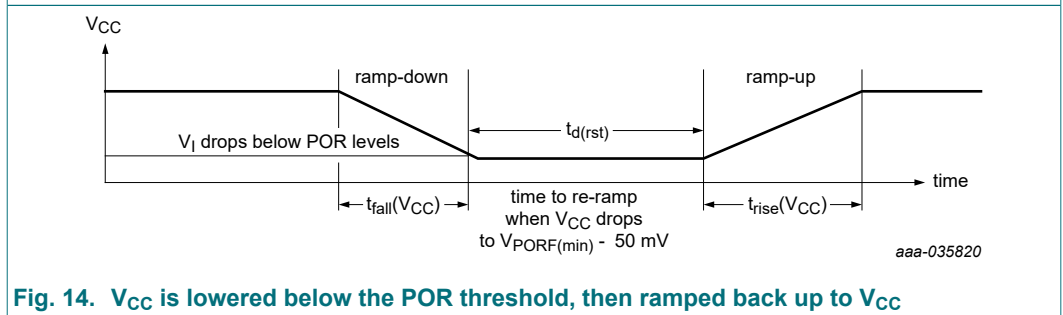 VCC
ramp-down
ramp-up
td(rst)
VI drops below POR levels
time
tfall(VCC)
time to re-ramp
when VCC drops
to VPORF(min) - 50 mV
trise(VCC)
aaa-035820
Fig. 14. VCC is lowered below the POR threshold, then ramped back up to VCC